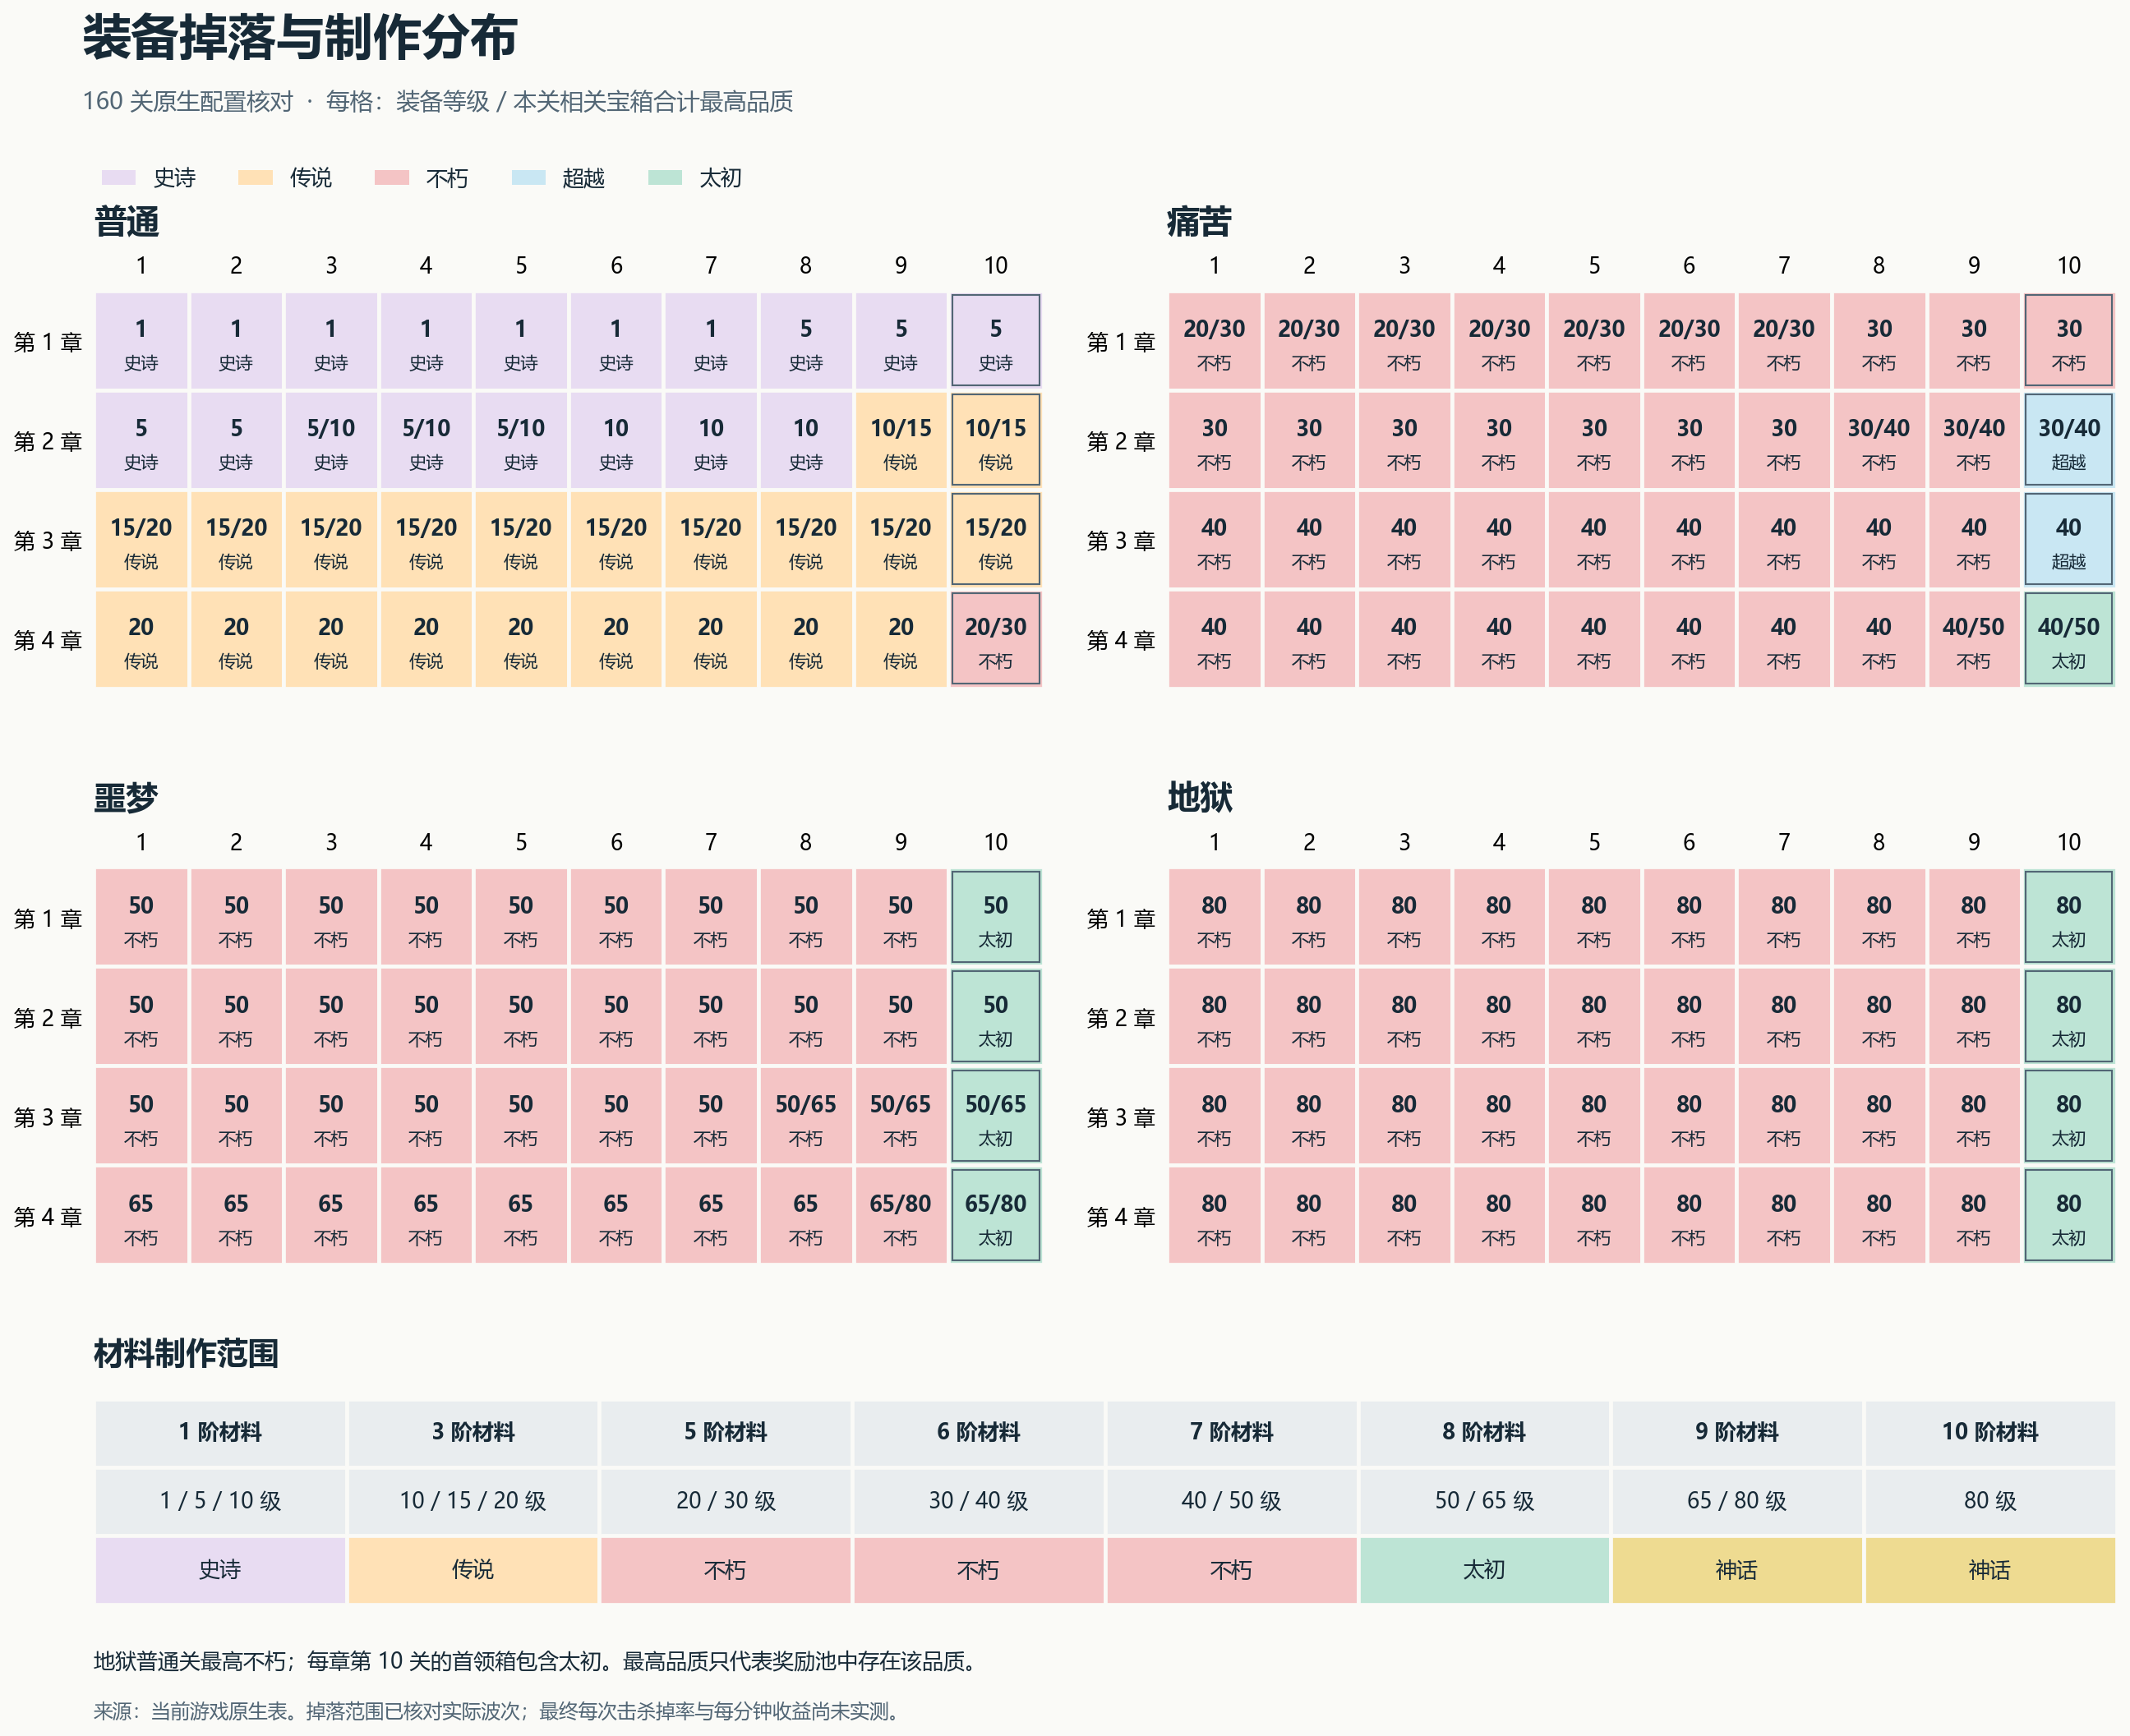 装备掉落与制作分布
160 关原生配置核对 · 每格：装备等级 / 本关相关宝箱合计最高品质
史诗 传说 不朽 超越 太初
普通
1 2 3 4 5 6 7 8 9 10
第 1 章 1 1 1 1 1 1 1 5 5 5
史诗 史诗 史诗 史诗 史诗 史诗 史诗 史诗 史诗 史诗
第 2 章 5 5 5/10 5/10 5/10 10 10 10 10/15 10/15
史诗 史诗 史诗 史诗 史诗 史诗 史诗 史诗 传说 传说
第 3 章 15/20 15/20 15/20 15/20 15/20 15/20 15/20 15/20 15/20 15/20
传说 传说 传说 传说 传说 传说 传说 传说 传说 传说
第 4 章 20 20 20 20 20 20 20 20 20 20/30
传说 传说 传说 传说 传说 传说 传说 传说 传说 不朽
痛苦
1 2 3 4 5 6 7 8 9 10
第 1 章 20/30 20/30 20/30 20/30 20/30 20/30 20/30 30 30 30
不朽 不朽 不朽 不朽 不朽 不朽 不朽 不朽 不朽 不朽
第 2 章 30 30 30 30 30 30 30 30/40 30/40 30/40
不朽 不朽 不朽 不朽 不朽 不朽 不朽 不朽 不朽 超越
第 3 章 40 40 40 40 40 40 40 40 40 40
不朽 不朽 不朽 不朽 不朽 不朽 不朽 不朽 不朽 超越
第 4 章 40 40 40 40 40 40 40 40 40/50 40/50
不朽 不朽 不朽 不朽 不朽 不朽 不朽 不朽 不朽 太初
噩梦
1 2 3 4 5 6 7 8 9 10
第 1 章 50 50 50 50 50 50 50 50 50 50
不朽 不朽 不朽 不朽 不朽 不朽 不朽 不朽 不朽 太初
第 2 章 50 50 50 50 50 50 50 50 50 50
不朽 不朽 不朽 不朽 不朽 不朽 不朽 不朽 不朽 太初
第 3 章 50 50 50 50 50 50 50 50/65 50/65 50/65
不朽 不朽 不朽 不朽 不朽 不朽 不朽 不朽 不朽 太初
第 4 章 65 65 65 65 65 65 65 65 65/80 65/80
不朽 不朽 不朽 不朽 不朽 不朽 不朽 不朽 不朽 太初
地狱
1 2 3 4 5 6 7 8 9 10
第 1 章 80 80 80 80 80 80 80 80 80 80
不朽 不朽 不朽 不朽 不朽 不朽 不朽 不朽 不朽 太初
第 2 章 80 80 80 80 80 80 80 80 80 80
不朽 不朽 不朽 不朽 不朽 不朽 不朽 不朽 不朽 太初
第 3 章 80 80 80 80 80 80 80 80 80 80
不朽 不朽 不朽 不朽 不朽 不朽 不朽 不朽 不朽 太初
第 4 章 80 80 80 80 80 80 80 80 80 80
不朽 不朽 不朽 不朽 不朽 不朽 不朽 不朽 不朽 太初
材料制作范围
1 阶材料 3 阶材料 5 阶材料 6 阶材料 7 阶材料 8 阶材料 9 阶材料 10 阶材料
1 / 5 / 10 级 10 / 15 / 20 级 20 / 30 级 30 / 40 级 40 / 50 级 50 / 65 级 65 / 80 级 80 级
史诗 传说 不朽 不朽 不朽 太初 神话 神话
地狱普通关最高不朽；每章第 10 关的首领箱包含太初。最高品质只代表奖励池中存在该品质。
来源：当前游戏原生表。掉落范围已核对实际波次；最终每次击杀掉率与每分钟收益尚未实测。